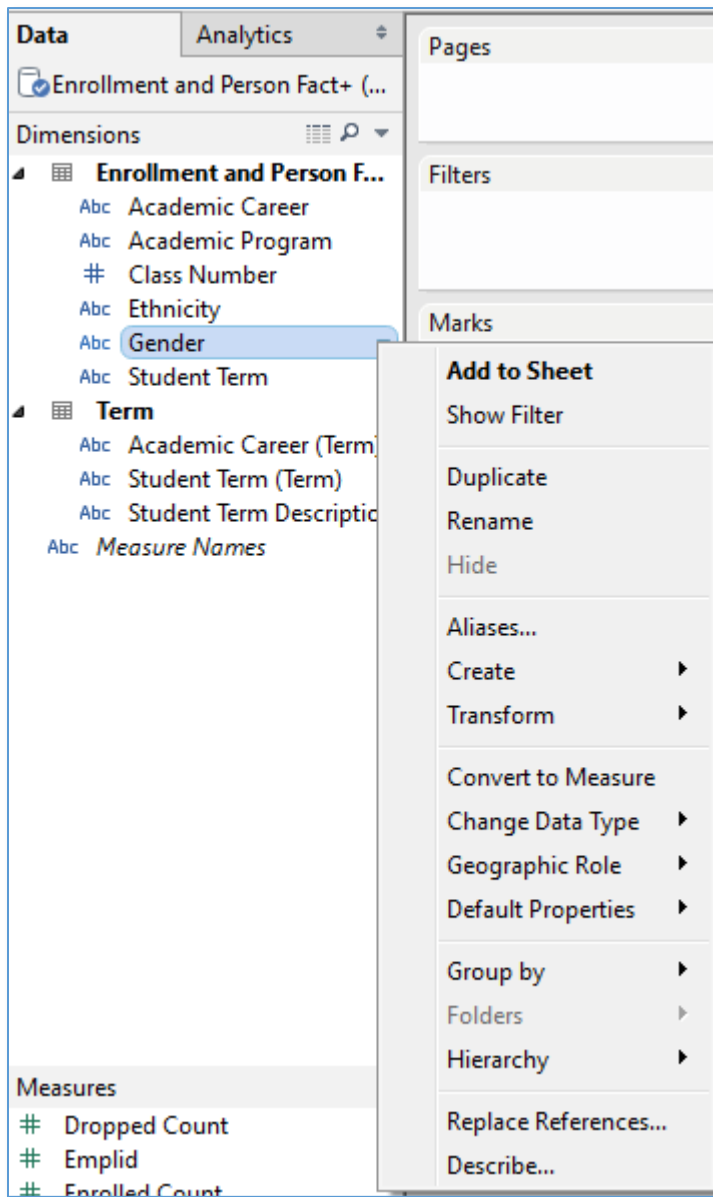 Data
Analytics
Enrollment and Person Fact+ (...
Dimensions
Enrollment and Person F...
Abc Academic Career
Abc Academic Program
# Class Number
Abc Ethnicity
Abc Gender
Abc Student Term
Term
Abc Academic Career (Term)
Abc Student Term (Term)
Abc Student Term Descriptio
Abc Measure Names
Measures
# Dropped Count
# Emplid
# Enrolled Count
Pages
Filters
Marks
Add to Sheet
Show Filter
Duplicate
Rename
Hide
Aliases...
Create
Transform
Convert to Measure
Change Data Type
Geographic Role
Default Properties
Group by
Folders
Hierarchy
Replace References...
Describe...